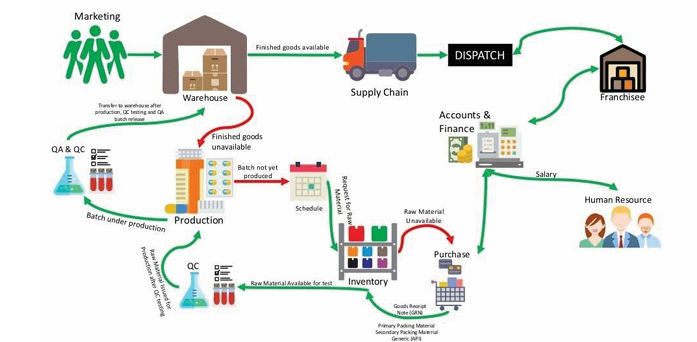 Marketing
Warehouse
Finished goods available
Supply Chain
DISPATCH
Franchisee
Transfer to warehouse after
production, QC testing and QA
batch release
Finished goods
unavailable
Accounts &
Finance
QA & QC
Batch not yet
produced
Schedule
Request for Raw
Material
Salary
Human Resource
Production
Batch under production
Raw Material
Unavailable
Purchase
Raw Material Issued for
Production after QC testing
QC
Raw Material Available for test
Inventory
Goods Receipt
Note (GRN)
Primary Packing Material
Secondary Packing Material
Generic (API)